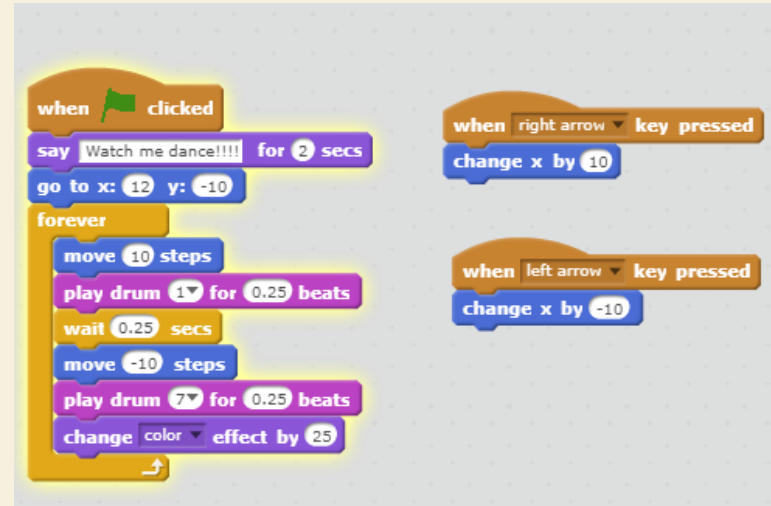 when clicked
say Watch me dance!!!! for 2 secs
go to x: 12 y: -10
forever
move 10 steps
play drum 1 for 0.25 beats
wait 0.25 secs
move -10 steps
play drum 7 for 0.25 beats
change color effect by 25
when right arrow key pressed
change x by 10
when left arrow key pressed
change x by -10